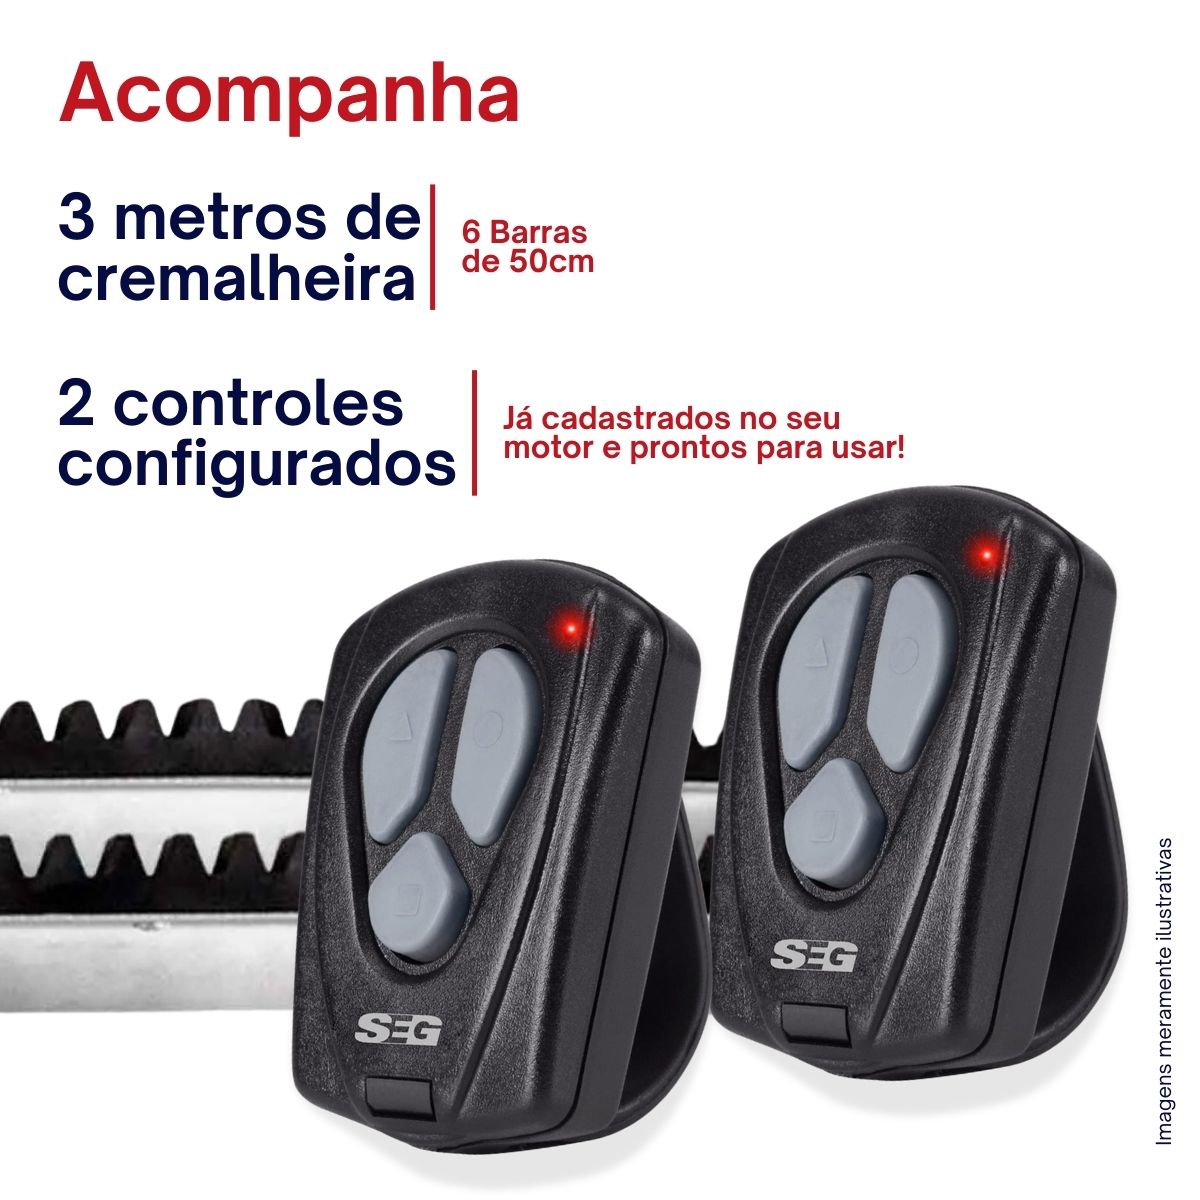 Acompanha
3 metros de
cremalheira
6 Barras
de 50cm
2 controles
configurados
Já cadastrados no seu
motor e prontos para usar!
SEG
SEG
Imagens meramente ilustrativas